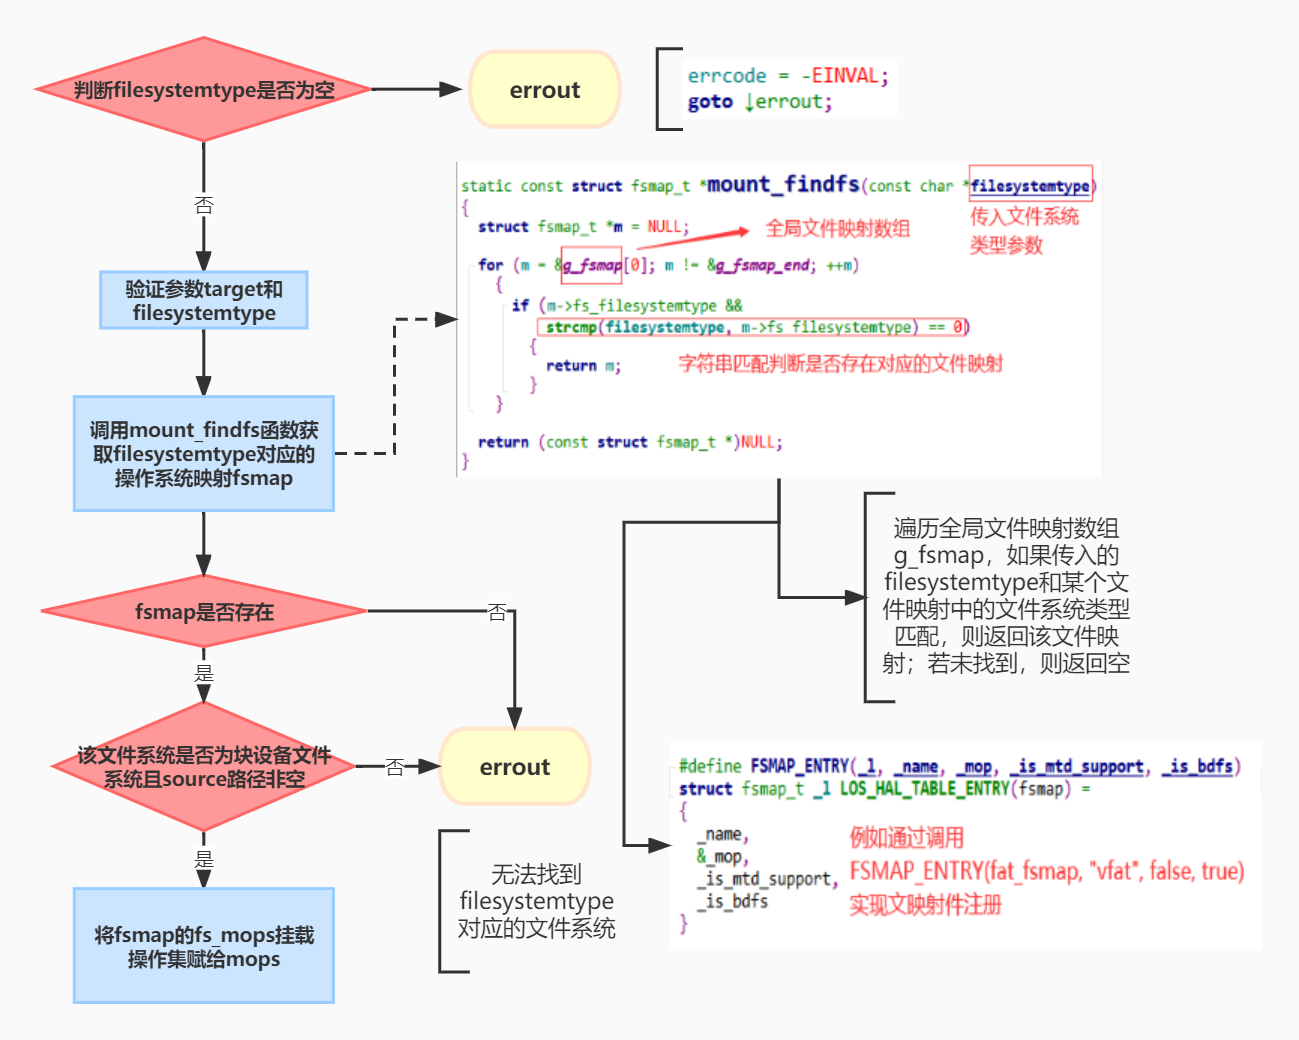 判断filesystemtype是否为空
errout
errcode = -EINVAL;
goto ↓errout;
否
验证参数target和
filesystemtype
调用mount_findfs函数获
取filesystemtype对应的
操作系统映射fsmap
static const struct fsmap_t *mount_findfs(const char *filesystemtype)
{
struct fsmap_t *m = NULL;
全局文件映射数组
传入文件系统
类型参数
for (m = &g_fsmap[0]; m != &g_fsmap_end; ++m)
{
if (m->fs_filesystemtype &&
strcmp(filesystemtype, m->fs_filesystemtype) == 0)
{
return m;
字符串匹配判断是否存在对应的文件映射
}
}
return (const struct fsmap_t *)NULL;
}
fsmap是否存在
否
是
遍历全局文件映射数组
g_fsmap，如果传入的
filesystemtype和某个文
件映射中的文件系统类型
匹配，则返回该文件映
射；若未找到，则返回空
该文件系统是否为块设备文件
系统且source路径非空
否
errout
是
无法找到
filesystemtype
对应的文件系统
将fsmap的fs_mops挂载
操作集赋给mops
#define FSMAP_ENTRY(_l, _name, _mop, _is_mtd_support, _is_bdfs)
struct fsmap_t _l LOS_HAL_TABLE_ENTRY(fsmap) =
{
_name,
&_mop,
_is_mtd_support,
_is_bdfs
}
例如通过调用
FSMAP_ENTRY(fat_fsmap, "vfat", false, true)
实现文映射件注册